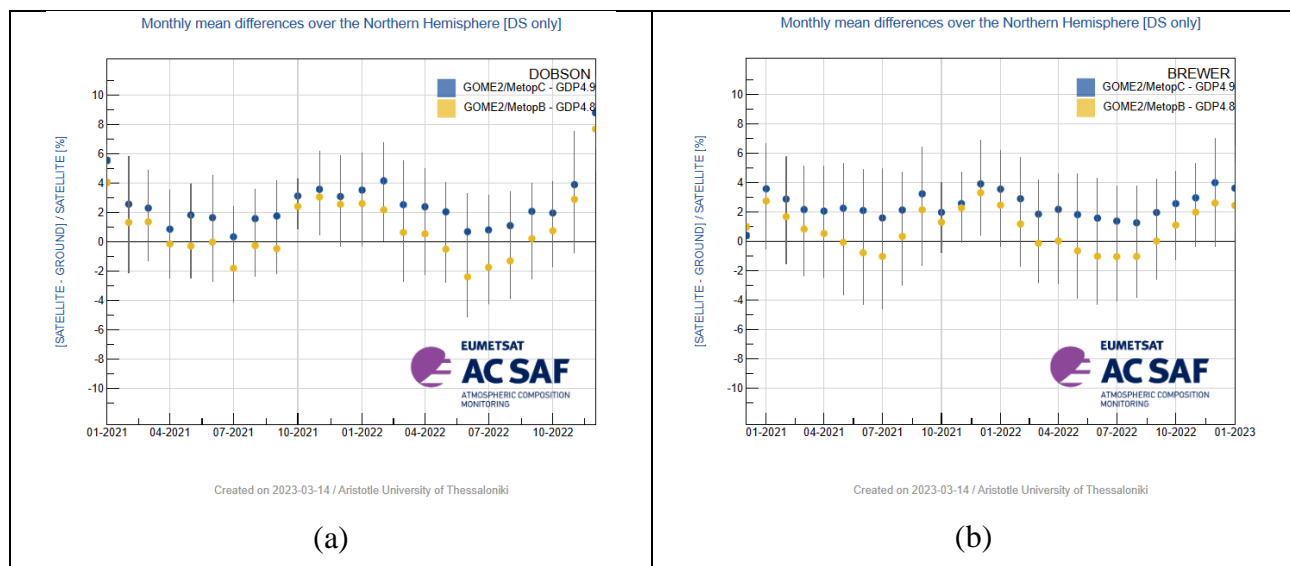 Monthly mean differences over the Northern Hemisphere [DS only]
DOBSON
GOME2/MetopC - GDP4.9
GOME2/MetopB - GDP4.8
[SATELLITE - GROUND] / SATELLITE [%]
10
8
6
4
2
0
-2
-4
-6
-8
-10
EUMETSAT
AC SAF
ATMOSPHERIC COMPOSITION
MONITORING
01-2021 04-2021 07-2021 10-2021 01-2022 04-2022 07-2022 10-2022
Created on 2023-03-14 / Aristotle University of Thessaloniki
(a)
Monthly mean differences over the Northern Hemisphere [DS only]
BREWER
GOME2/MetopC - GDP4.9
GOME2/MetopB - GDP4.8
[SATELLITE - GROUND] / SATELLITE [%]
10
8
6
4
2
0
-2
-4
-6
-8
-10
EUMETSAT
AC SAF
ATMOSPHERIC COMPOSITION
MONITORING
01-2021 04-2021 07-2021 10-2021 01-2022 04-2022 07-2022 10-2022 01-2023
Created on 2023-03-14 / Aristotle University of Thessaloniki
(b)